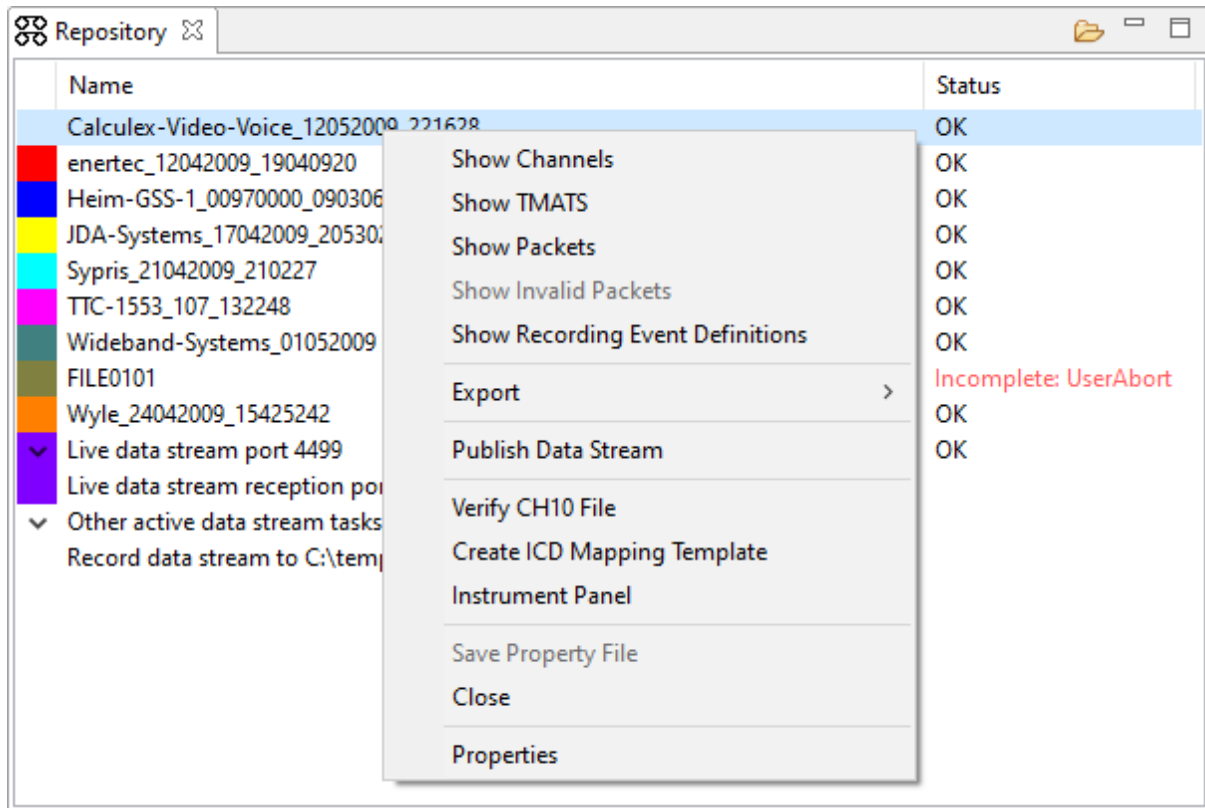 Repository
Name Status
Calculex-Video-Voice_12052009_221628 OK
enertec_12042009_19040920 OK
Heim-GSS-1_00970000_090306 OK
JDA-Systems_17042009_205302 OK
Sypris_21042009_210227 OK
TTC-1553_107_132248 OK
Wideband-Systems_01052009 OK
FILE0101 Incomplete: UserAbort
Wyle_24042009_15425242 OK
Live data stream port 4499 OK
Live data stream reception
Other active data stream tasks
Record data stream to
Show Channels
Show TMATS
Show Packets
Show Invalid Packets
Show Recording Event Definitions
Export
Publish Data Stream
Verify CH10 File
Create ICD Mapping Template
Instrument Panel
Save Property File
Close
Properties